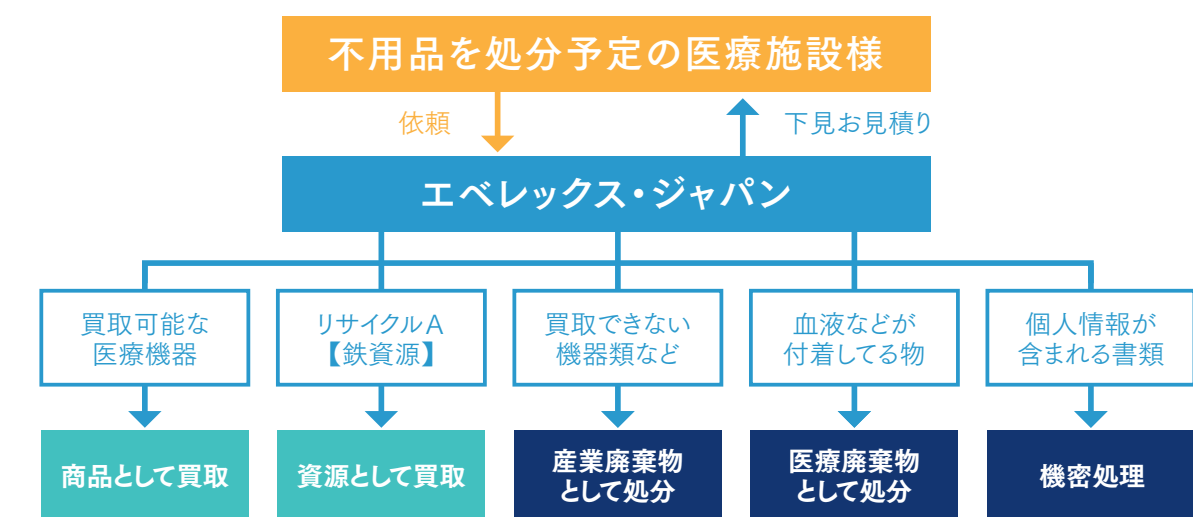 不用品を処分予定の医療施設様
依頼
下見お見積り
エベレックス・ジャパン
買取可能な
医療機器
リサイクルA
【鉄資源】
買取できない
機器類など
血液などが
付着してる物
個人情報が
含まれる書類
商品として買取
資源として買取
産業廃棄物
として処分
医療廃棄物
として処分
機密処理